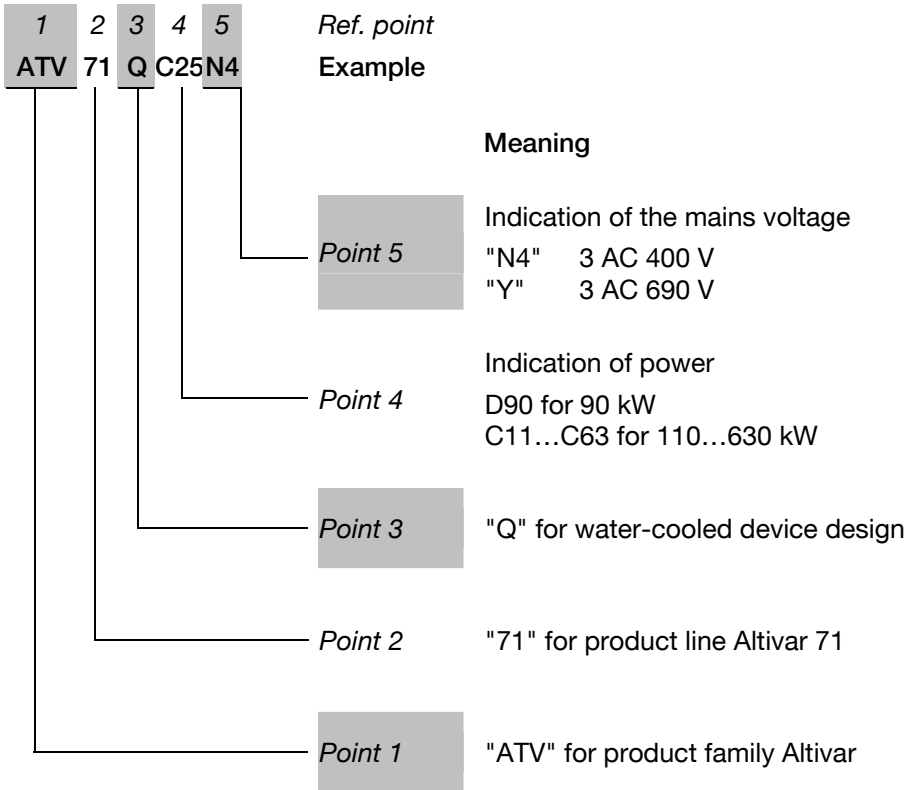 1 2 3 4 5 Ref. point
ATV 71 Q C25 N4 Example
Meaning
Indication of the mains voltage
Point 5 "N4" 3 AC 400 V
"Y" 3 AC 690 V
Indication of power
Point 4 D90 for 90 kW
C11…C63 for 110…630 kW
Point 3 "Q" for water-cooled device design
Point 2 "71" for product line Altivar 71
Point 1 "ATV" for product family Altivar